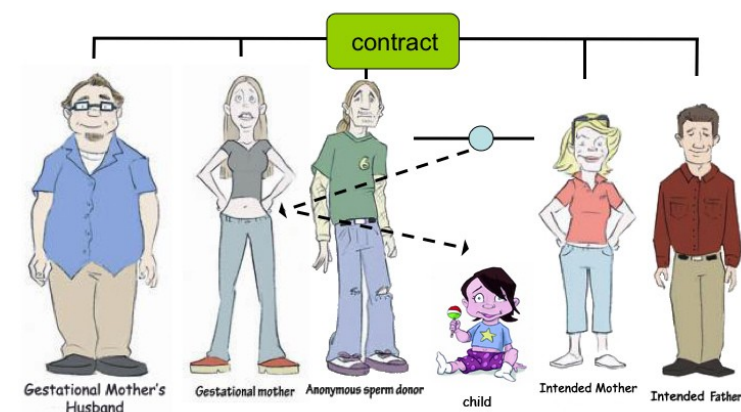 contract
Gestational Mother's
Husband
Gestational mother
Anonymous sperm donor
child
Intended Mother
Intended Father